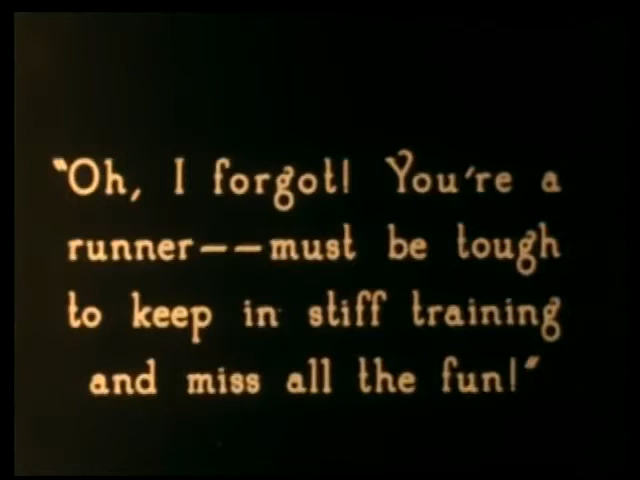 "Oh, I forgot! You're a
runner--must be tough
to keep in stiff training
and miss all the fun!"